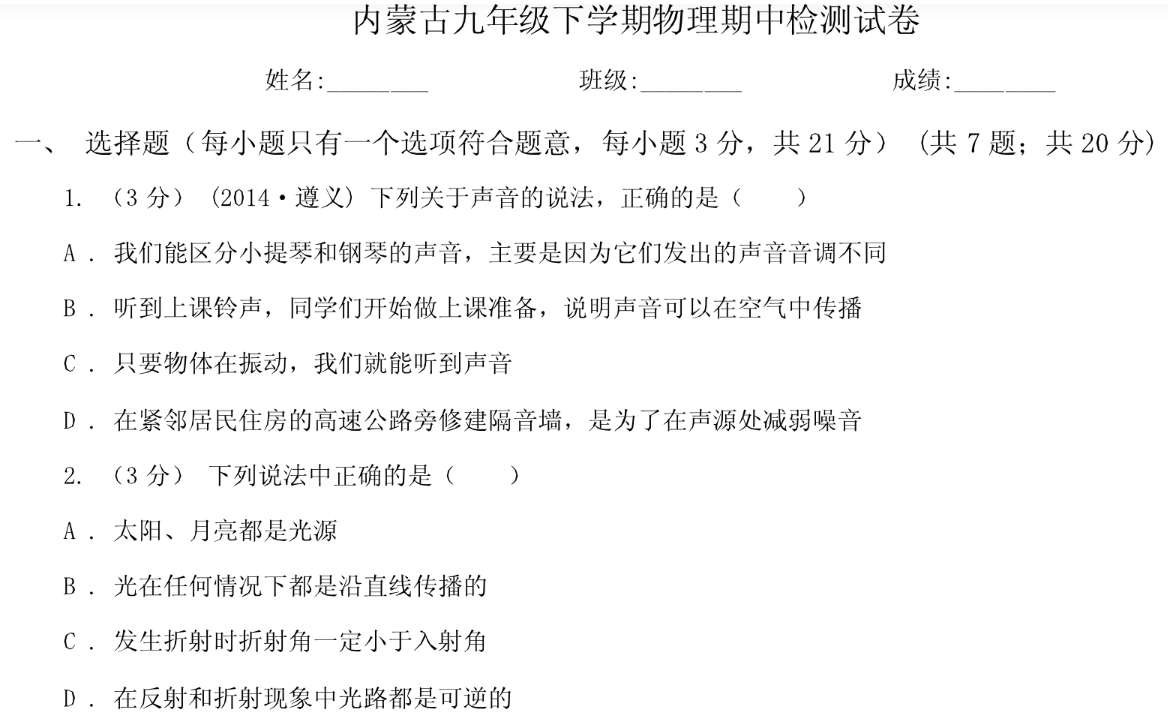 内蒙古九年级下学期物理期中检测试卷
姓名:________ 班级:________ 成绩:________
一、 选择题（每小题只有一个选项符合题意，每小题 3 分，共 21 分） (共 7 题；共 20 分)
1. （3 分） (2014·遵义) 下列关于声音的说法，正确的是（ ）
A . 我们能区分小提琴和钢琴的声音，主要是因为它们发出的声音音调不同
B . 听到上课铃声，同学们开始做上课准备，说明声音可以在空气中传播
C . 只要物体在振动，我们就能听到声音
D . 在紧邻居民住房的高速公路旁修建隔音墙，是为了在声源处减弱噪音
2. （3 分） 下列说法中正确的是（ ）
A . 太阳、月亮都是光源
B . 光在任何情况下都是沿直线传播的
C . 发生折射时折射角一定小于入射角
D . 在反射和折射现象中光路都是可逆的